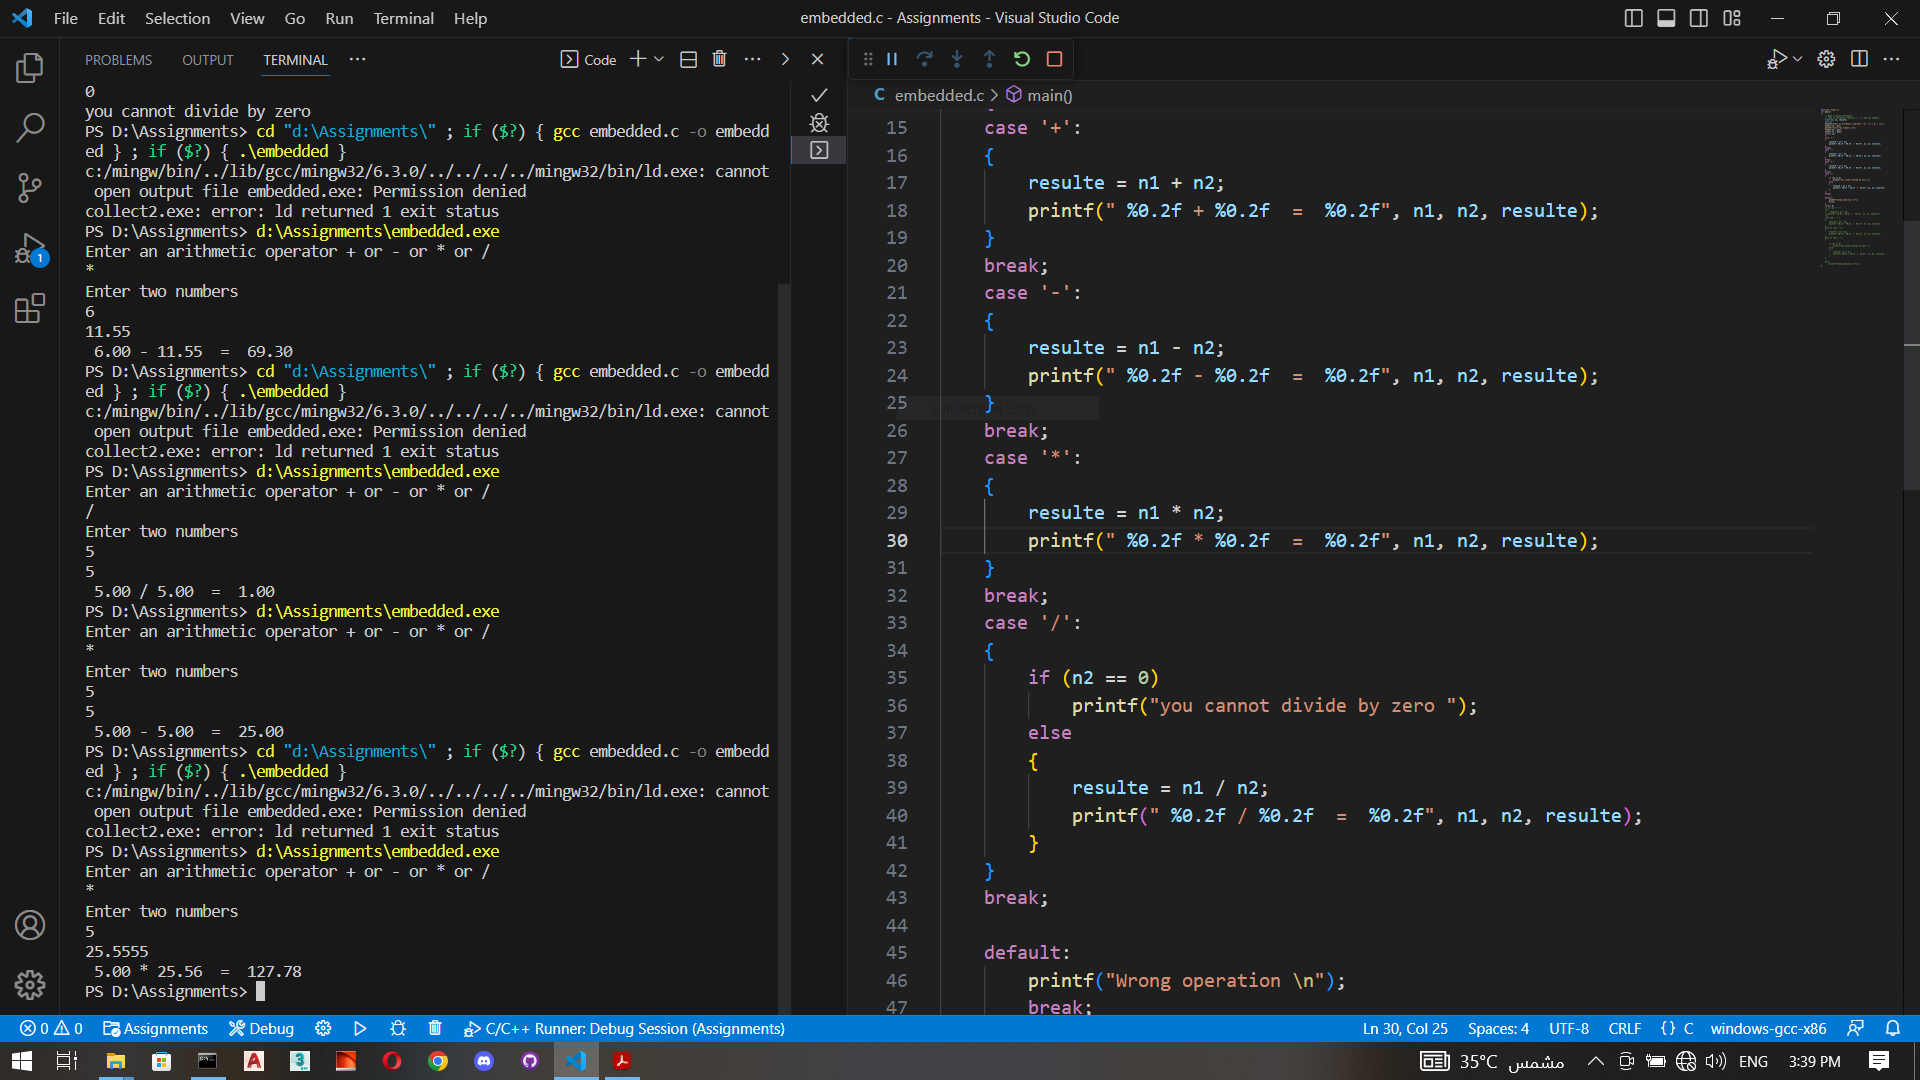 File Edit Selection View Go Run Terminal Help
embedded.c - Assignments - Visual Studio Code
PROBLEMS OUTPUT TERMINAL
Code
0
you cannot divide by zero
PS D:\Assignments> cd "d:\Assignments\" ; if ($?) { gcc embedded.c -o embedd
ed } ; if ($?) { .\embedded }
c:/mingw/bin/../lib/gcc/mingw32/6.3.0/../../../../mingw32/bin/ld.exe: cannot
open output file embedded.exe: Permission denied
collect2.exe: error: ld returned 1 exit status
PS D:\Assignments> d:\Assignments\embedded.exe
Enter an arithmetic operator + or - or * or /
*
Enter two numbers
6
11.55
6.00 - 11.55  =  69.30
PS D:\Assignments> cd "d:\Assignments\" ; if ($?) { gcc embedded.c -o embedd
ed } ; if ($?) { .\embedded }
c:/mingw/bin/../lib/gcc/mingw32/6.3.0/../../../../mingw32/bin/ld.exe: cannot
open output file embedded.exe: Permission denied
collect2.exe: error: ld returned 1 exit status
PS D:\Assignments> d:\Assignments\embedded.exe
Enter an arithmetic operator + or - or * or /
/
Enter two numbers
5
5
5.00 / 5.00  =  1.00
PS D:\Assignments> d:\Assignments\embedded.exe
Enter an arithmetic operator + or - or * or /
*
Enter two numbers
5
5
5.00 - 5.00  =  25.00
PS D:\Assignments> cd "d:\Assignments\" ; if ($?) { gcc embedded.c -o embedd
ed } ; if ($?) { .\embedded }
c:/mingw/bin/../lib/gcc/mingw32/6.3.0/../../../../mingw32/bin/ld.exe: cannot
open output file embedded.exe: Permission denied
collect2.exe: error: ld returned 1 exit status
PS D:\Assignments> d:\Assignments\embedded.exe
Enter an arithmetic operator + or - or * or /
*
Enter two numbers
5
25.5555
5.00 * 25.56  =  127.78
PS D:\Assignments>
C embedded.c > main()
15 case '+':
16 {
17 resulte = n1 + n2;
18 printf(" %0.2f + %0.2f  =  %0.2f", n1, n2, resulte);
19 }
20 break;
21 case '-':
22 {
23 resulte = n1 - n2;
24 printf(" %0.2f - %0.2f  =  %0.2f", n1, n2, resulte);
25 }
26 break;
27 case '*':
28 {
29 resulte = n1 * n2;
30 printf(" %0.2f * %0.2f  =  %0.2f", n1, n2, resulte);
31 }
32 break;
33 case '/':
34 {
35 if (n2 == 0)
36 printf("you cannot divide by zero ");
37 else
38 {
39 resulte = n1 / n2;
40 printf(" %0.2f / %0.2f  =  %0.2f", n1, n2, resulte);
41 }
42 }
43 break;
44
45 default:
46 printf("Wrong operation \n");
47 break;
1
0 0 Assignments Debug C/C++ Runner: Debug Session (Assignments)
Ln 30, Col 25 Spaces: 4 UTF-8 CRLF {} C windows-gcc-x86
35°C مشمس ENG 3:39 PM